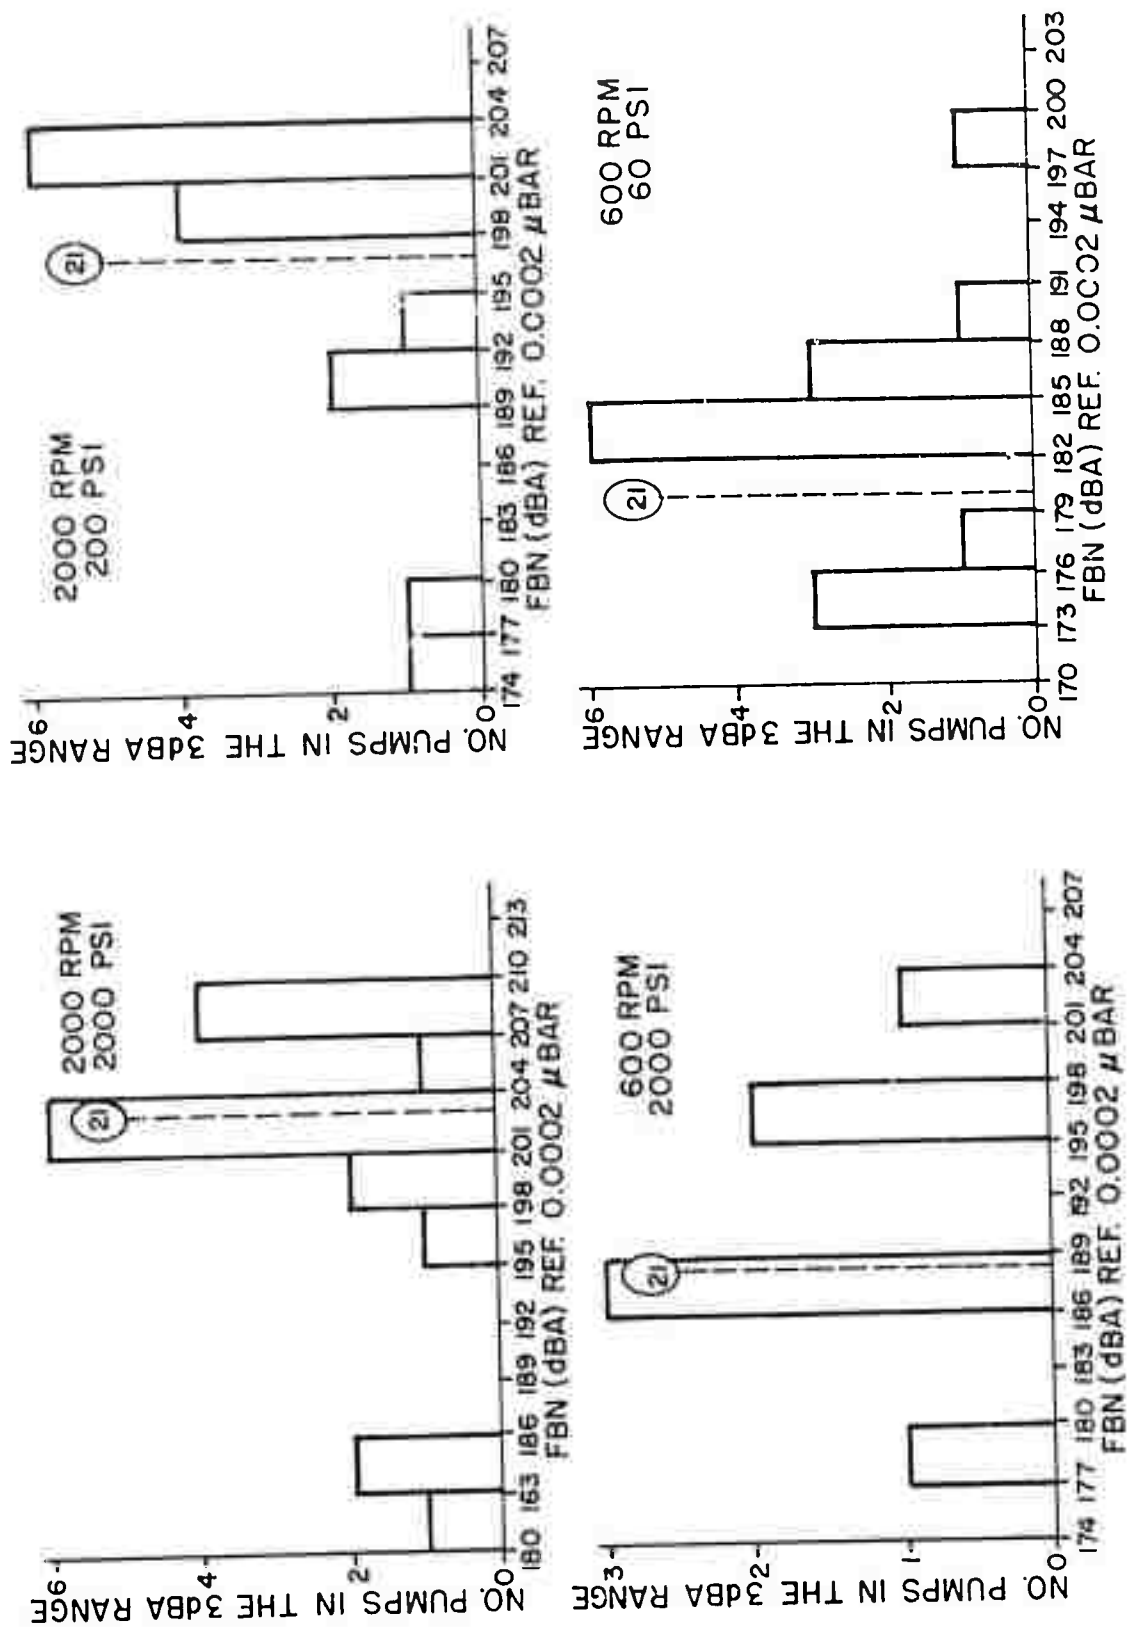 2000 RPM
2000 PSI
NO. PUMPS IN THE 3dBA RANGE
6
4
2
0
180 163 186 189 192 195 198 201 204 207 210 213
FBN (dBA) REF. 0.0002 μBAR
21
2000 RPM
200 PSI
NO. PUMPS IN THE 3dBA RANGE
6
4
2
0
174 177 180 183 186 189 192 195 198 201 204 207
FBN (dBA) REF. 0.0002 μBAR
21
600 RPM
2000 PSI
NO. PUMPS IN THE 3dBA RANGE
3
2
1
0
174 177 180 183 186 189 192 195 198 201 204 207
FBN (dBA) REF. 0.0002 μBAR
21
600 RPM
60 PSI
NO. PUMPS IN THE 3dBA RANGE
6
4
2
0
170 173 176 179 182 185 188 191 194 197 200 203
FBN (dBA) REF. 0.0002 μBAR
21